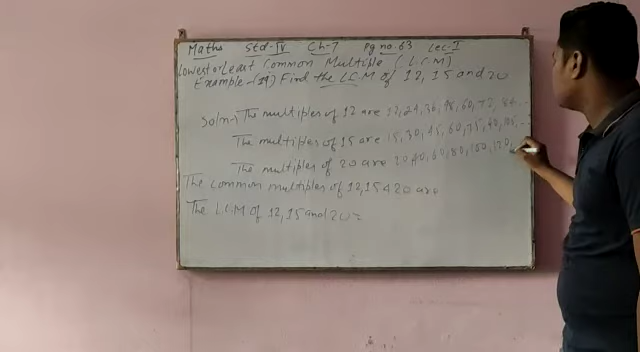 Maths Std-IV Ch-7 Pg no. 63 Lec-I
Lowest or Least Common Multiple (L.C.M)
Example-(ii) Find the L.C.M of 12, 15 and 20
Soln:- The multiples of 12 are 12, 24, 36, 48, 60, 72, 84...
The multiples of 15 are 15, 30, 45, 60, 75, 90, 105,...
The multiples of 20 are 20, 40, 60, 80, 100, 120,
The common multiples of 12, 15 & 20 are
The L.C.M of 12, 15 and 20 =